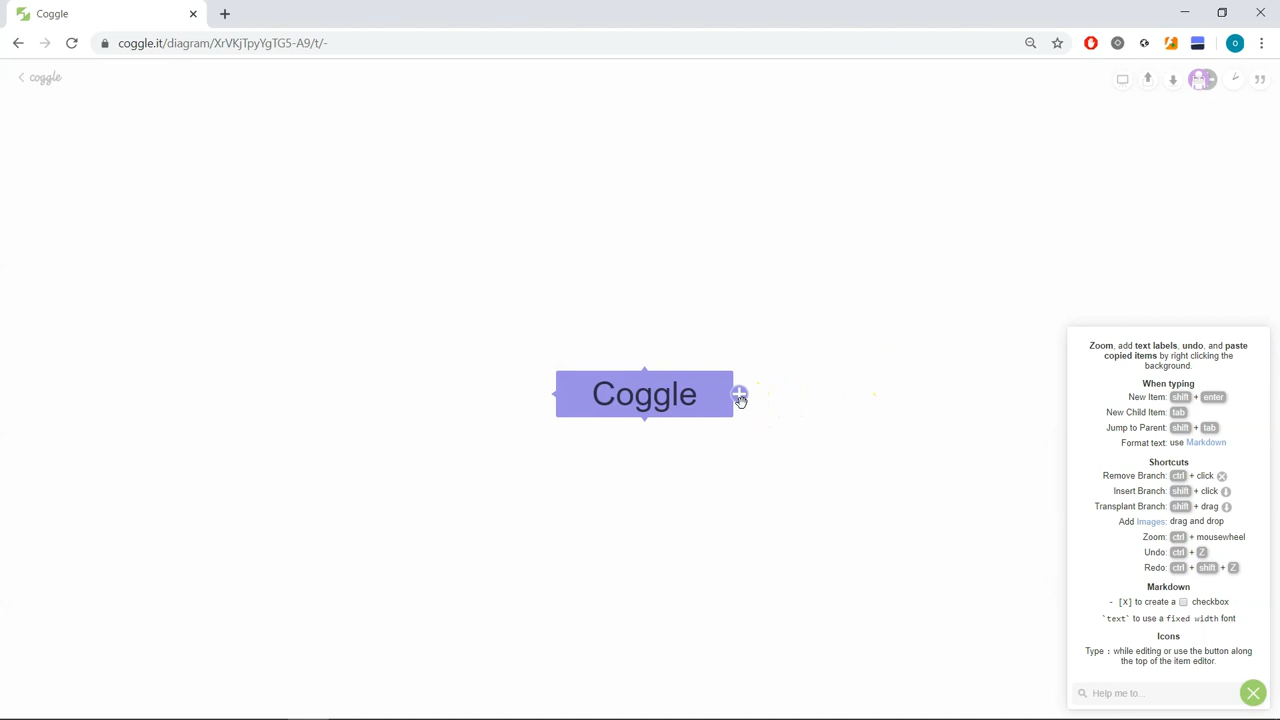 Coggle
coggle.it/diagram/XrVKjTpyYgTG5-A9/t/-
o
coggle
Coggle
Zoom, add text labels, undo, and paste
copied items by right clicking the
background.
When typing
New Item: shift + enter
New Child Item: tab
Jump to Parent: shift + tab
Format text: use Markdown
Shortcuts
Remove Branch: ctrl + click
Insert Branch: shift + click
Transplant Branch: shift + drag
Add Images: drag and drop
Zoom: ctrl + mousewheel
Undo: ctrl + Z
Redo: ctrl + shift + Z
Markdown
- [X] to create a checkbox
`text` to use a fixed width font
Icons
Type : while editing or use the button along
the top of the item editor.
Help me to...